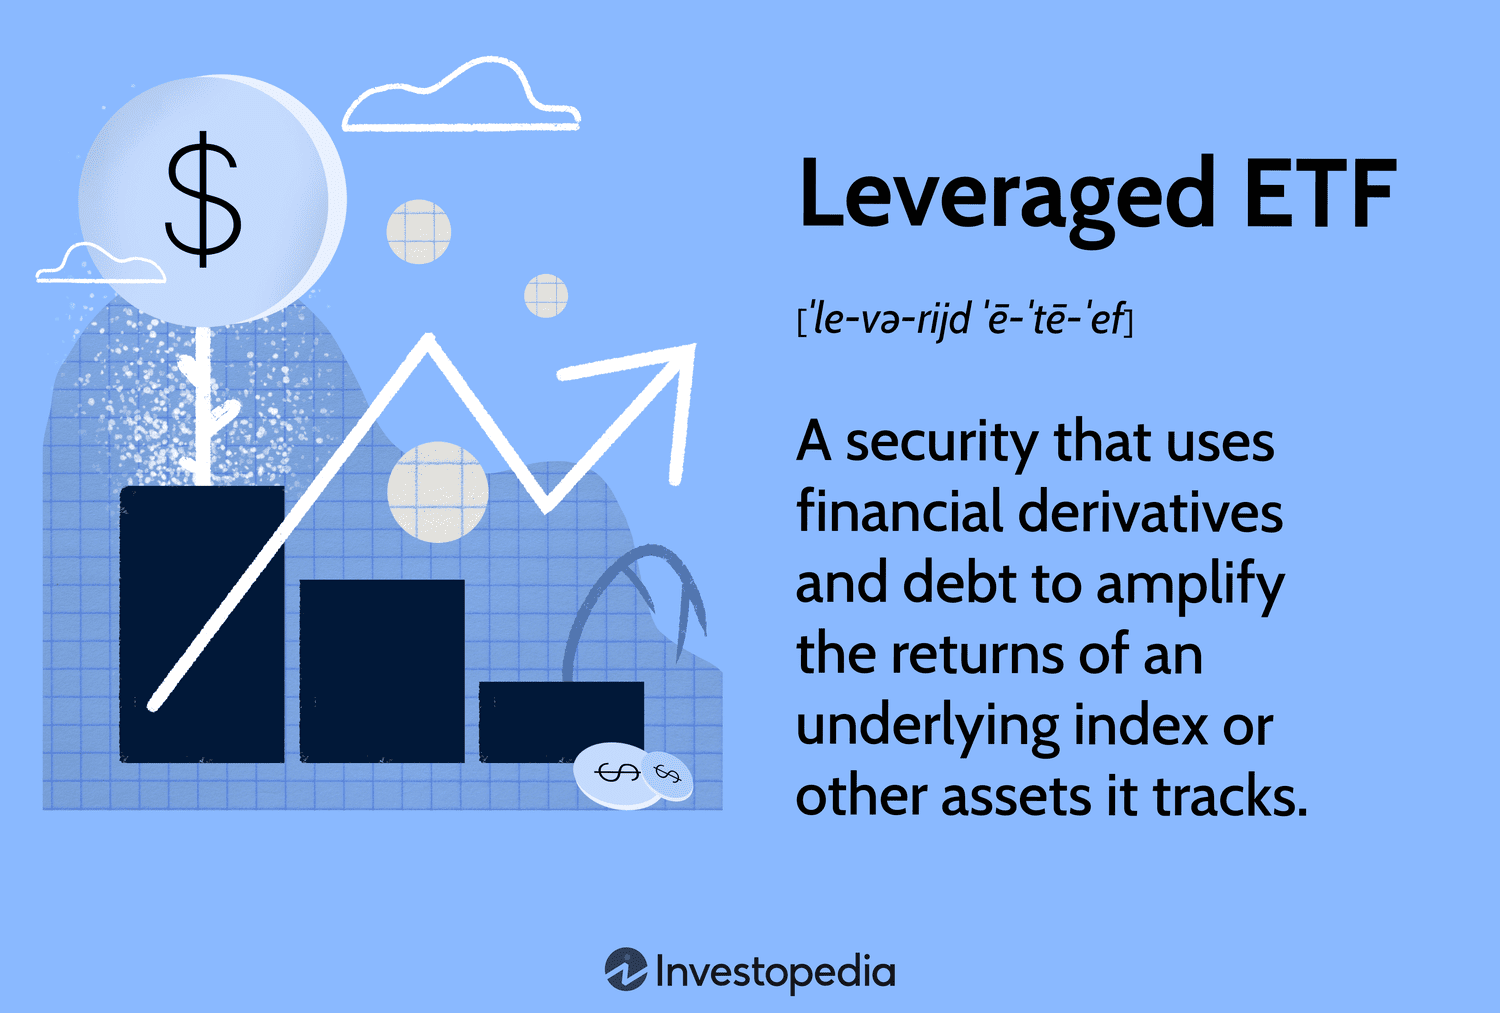 $
Leveraged ETF
[ˈle-və-rijd ˈē-ˈtē-ˈef]
A security that uses
financial derivatives
and debt to amplify
the returns of an
underlying index or
other assets it tracks.
$ $
Investopedia